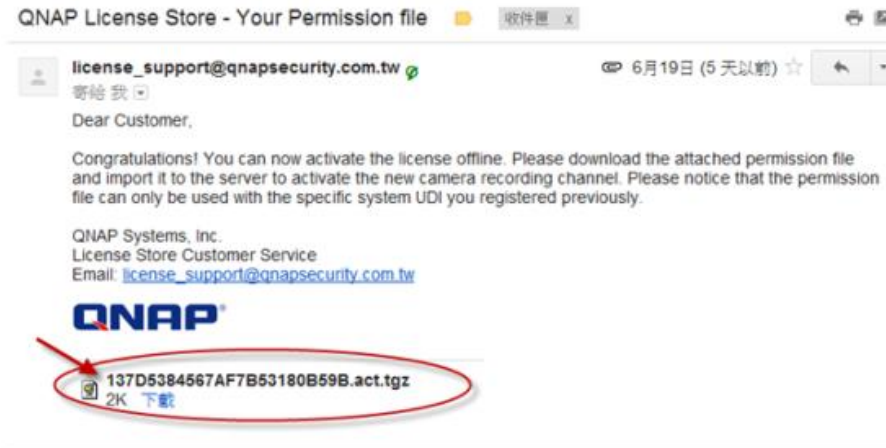 QNAP License Store - Your Permission file 收件匣 x
license_support@qnapsecurity.com.tw 6月19日 (5 天以前)
寄給 我
Dear Customer,
Congratulations! You can now activate the license offline. Please download the attached permission file
and import it to the server to activate the new camera recording channel. Please notice that the permission
file can only be used with the specific system UDI you registered previously.
QNAP Systems, Inc.
License Store Customer Service
Email: license_support@qnapsecurity.com.tw
QNAP
137D5384567AF7B53180B59B.act.tgz
2K 下載